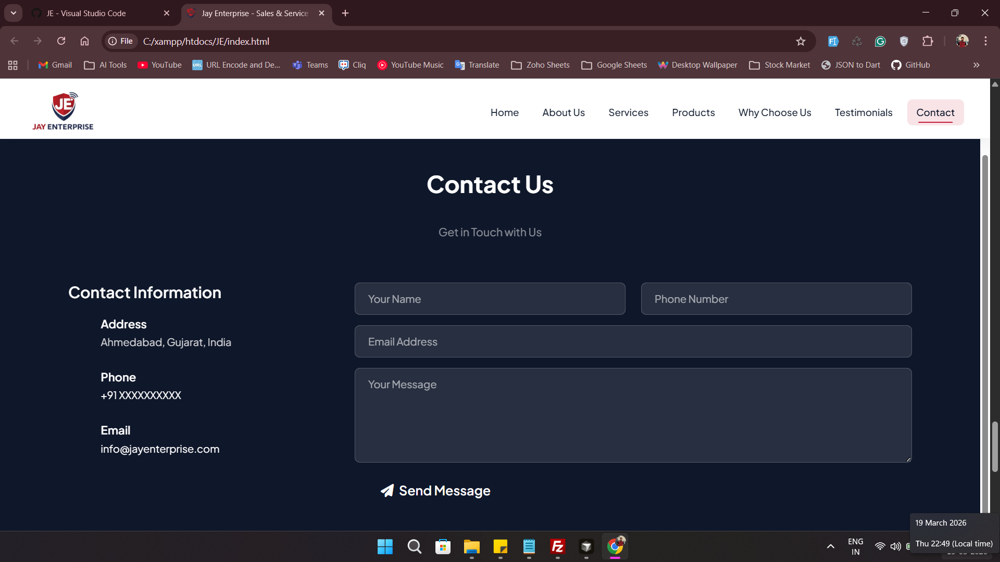 JE - Visual Studio Code
Jay Enterprise - Sales & Service
File
C:/xampp/htdocs/JE/index.html
Gmail
AI Tools
YouTube
URL Encode and De...
Teams
Cliq
YouTube Music
Translate
Zoho Sheets
Google Sheets
Desktop Wallpaper
Stock Market
JSON to Dart
GitHub
JE
JAY ENTERPRISE
Home
About Us
Services
Products
Why Choose Us
Testimonials
Contact
Contact Us
Get in Touch with Us
Contact Information
Address
Ahmedabad, Gujarat, India
Phone
+91 XXXXXXXXXX
Email
info@jayenterprise.com
Your Name
Phone Number
Email Address
Your Message
Send Message
ENG
IN
19 March 2026
Thu 22:49 (Local time)